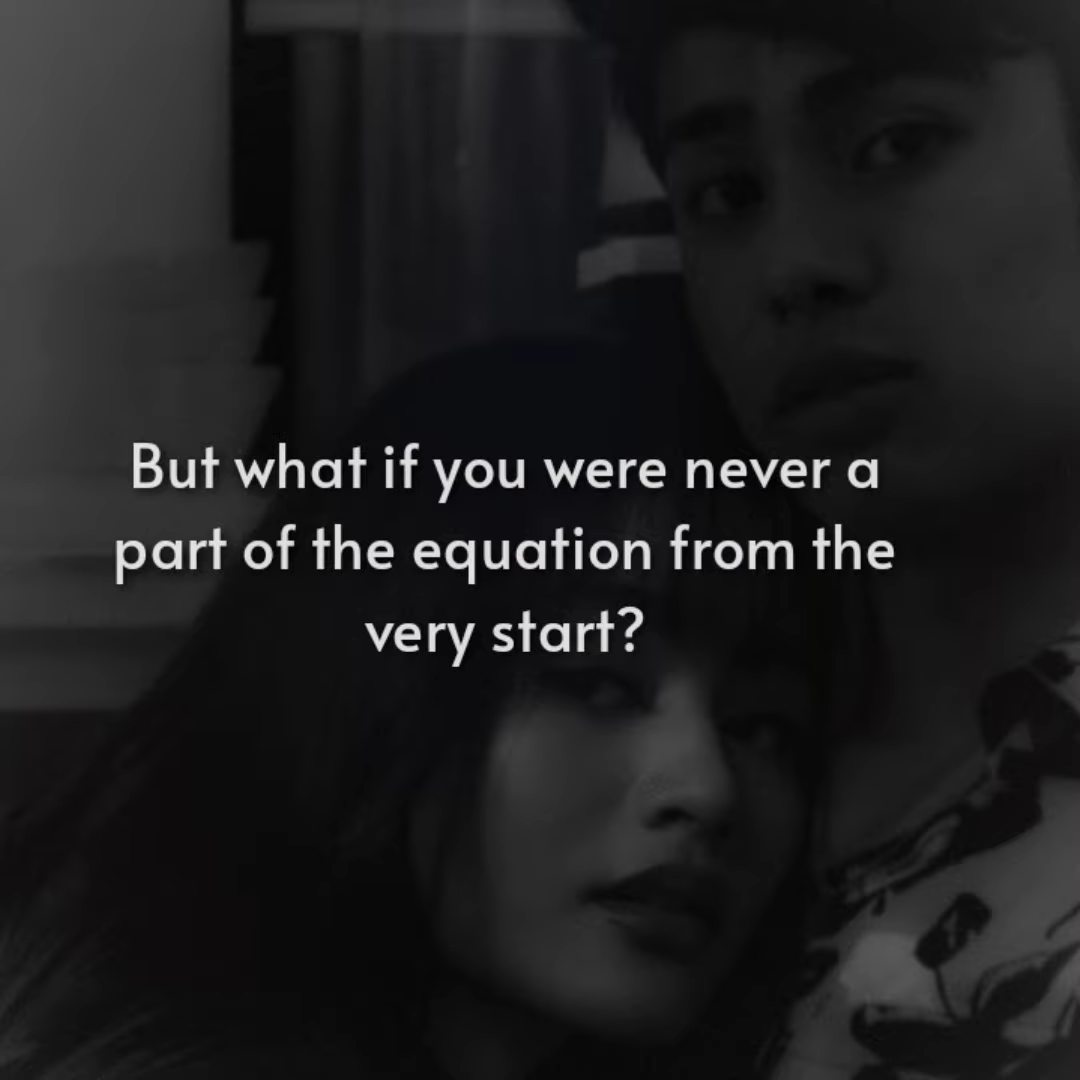 But what if you were never a
part of the equation from the
very start?